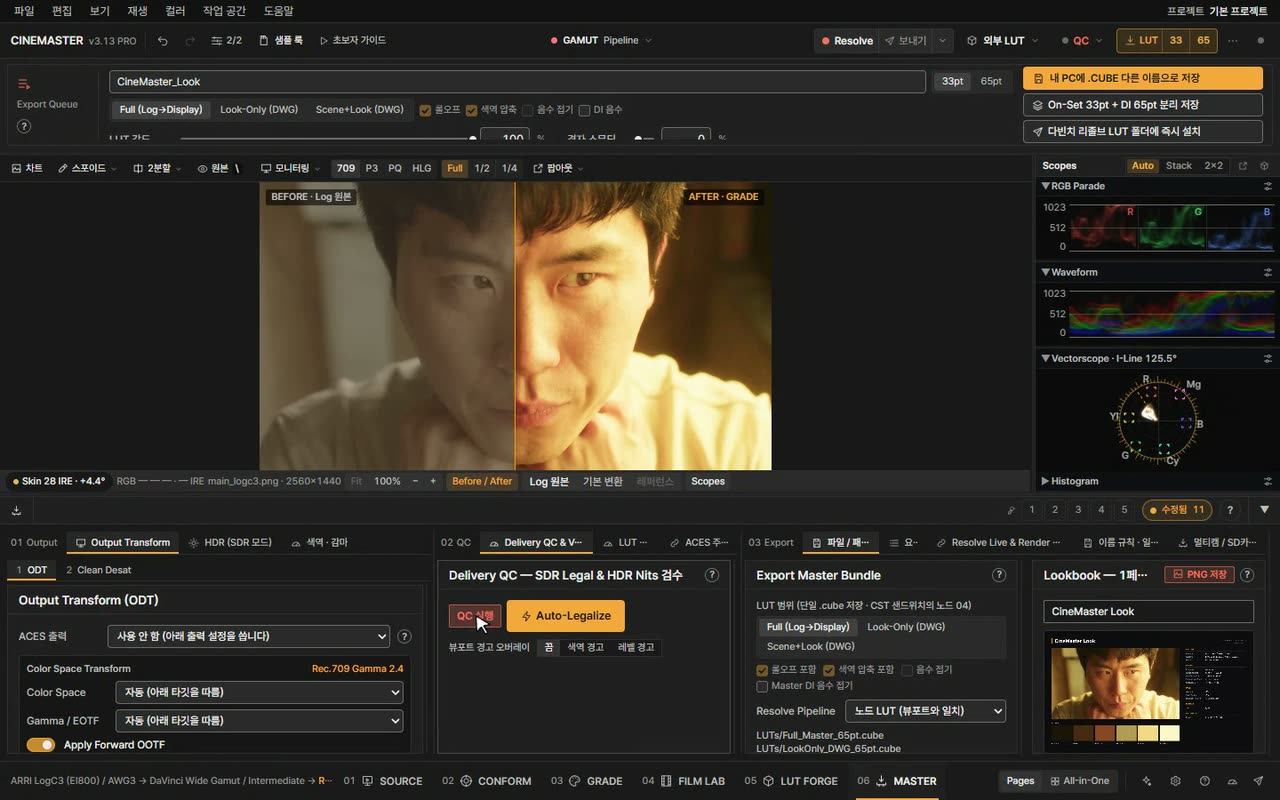 파일 편집 보기 재생 컬러 작업 공간 도움말 프로젝트 기본 프로젝트
CINEMASTER v3.13 PRO 2/2 샘플 룩 초보자 가이드 GAMUT Pipeline Resolve 보내기 외부 LUT QC LUT 33 65 ···
Export Queue
?
CineMaster_Look 33pt 65pt
Full (Log→Display) Look-Only (DWG) Scene+Look (DWG) 롤오프 색역 압축 음수 접기 DI 음수
LUT 강도 100 % 경자 스무딩 0 %
내 PC에 .CUBE 다른 이름으로 저장
On-Set 33pt + DI 65pt 분리 저장
다빈치 리졸브 LUT 폴더에 즉시 설치
차트 스포이드 2분할 원본 \ 모니터링 709 P3 PQ HLG Full 1/2 1/4 팝아웃
BEFORE · Log 원본 AFTER · GRADE
Scopes Auto Stack 2×2
RGB Parade
1023
512
0
R G B
Waveform
1023
512
0
Vectorscope · I-Line 125.5°
R Mg B Cy G Yl
Histogram
Skin 28 IRE · +4.4° RGB — — — · — IRE main_logc3.png · 2560×1440 Fit 100% − + Before / After Log 원본 기본 변환 레퍼런스 Scopes
1 2 3 4 5 수정됨 11 ?
01 Output Output Transform HDR (SDR 모드) 색역 · 감마
1 ODT 2 Clean Desat
Output Transform (ODT)
ACES 출력 사용 안 함 (아래 출력 설정을 씁니다) ?
Color Space Transform Rec.709 Gamma 2.4
Color Space 자동 (아래 타깃을 따름)
Gamma / EOTF 자동 (아래 타깃을 따름)
Apply Forward OOTF
02 QC Delivery QC & V··· LUT ··· ACES 주···
Delivery QC — SDR Legal & HDR Nits 검수 ?
QC 실행 Auto-Legalize
뷰포트 경고 오버레이 끔 색역 경고 레벨 경고
03 Export 파일 / 패··· 요·· Resolve Live & Render ··· 이름 규칙 · 일··· 멀티캠 / SD카···
Export Master Bundle ?
LUT 범위 (단일 .cube 저장 · CST 샌드위치의 노드 04)
Full (Log→Display) Look-Only (DWG)
Scene+Look (DWG)
롤오프 포함 색역 압축 포함 음수 접기
Master DI 음수 접기
Resolve Pipeline 노드 LUT (뷰포트와 일치)
LUTs/Full_Master_65pt.cube
LUTs/LookOnly_DWG_65pt.cube
Lookbook — 1페··· PNG 저장 ?
CineMaster Look
CineMaster Look
ARRI LogC3 (EI800) / AWG3 → DaVinci Wide Gamut / Intermediate → R···
01 SOURCE 02 CONFORM 03 GRADE 04 FILM LAB 05 LUT FORGE 06 MASTER Pages All-in-One